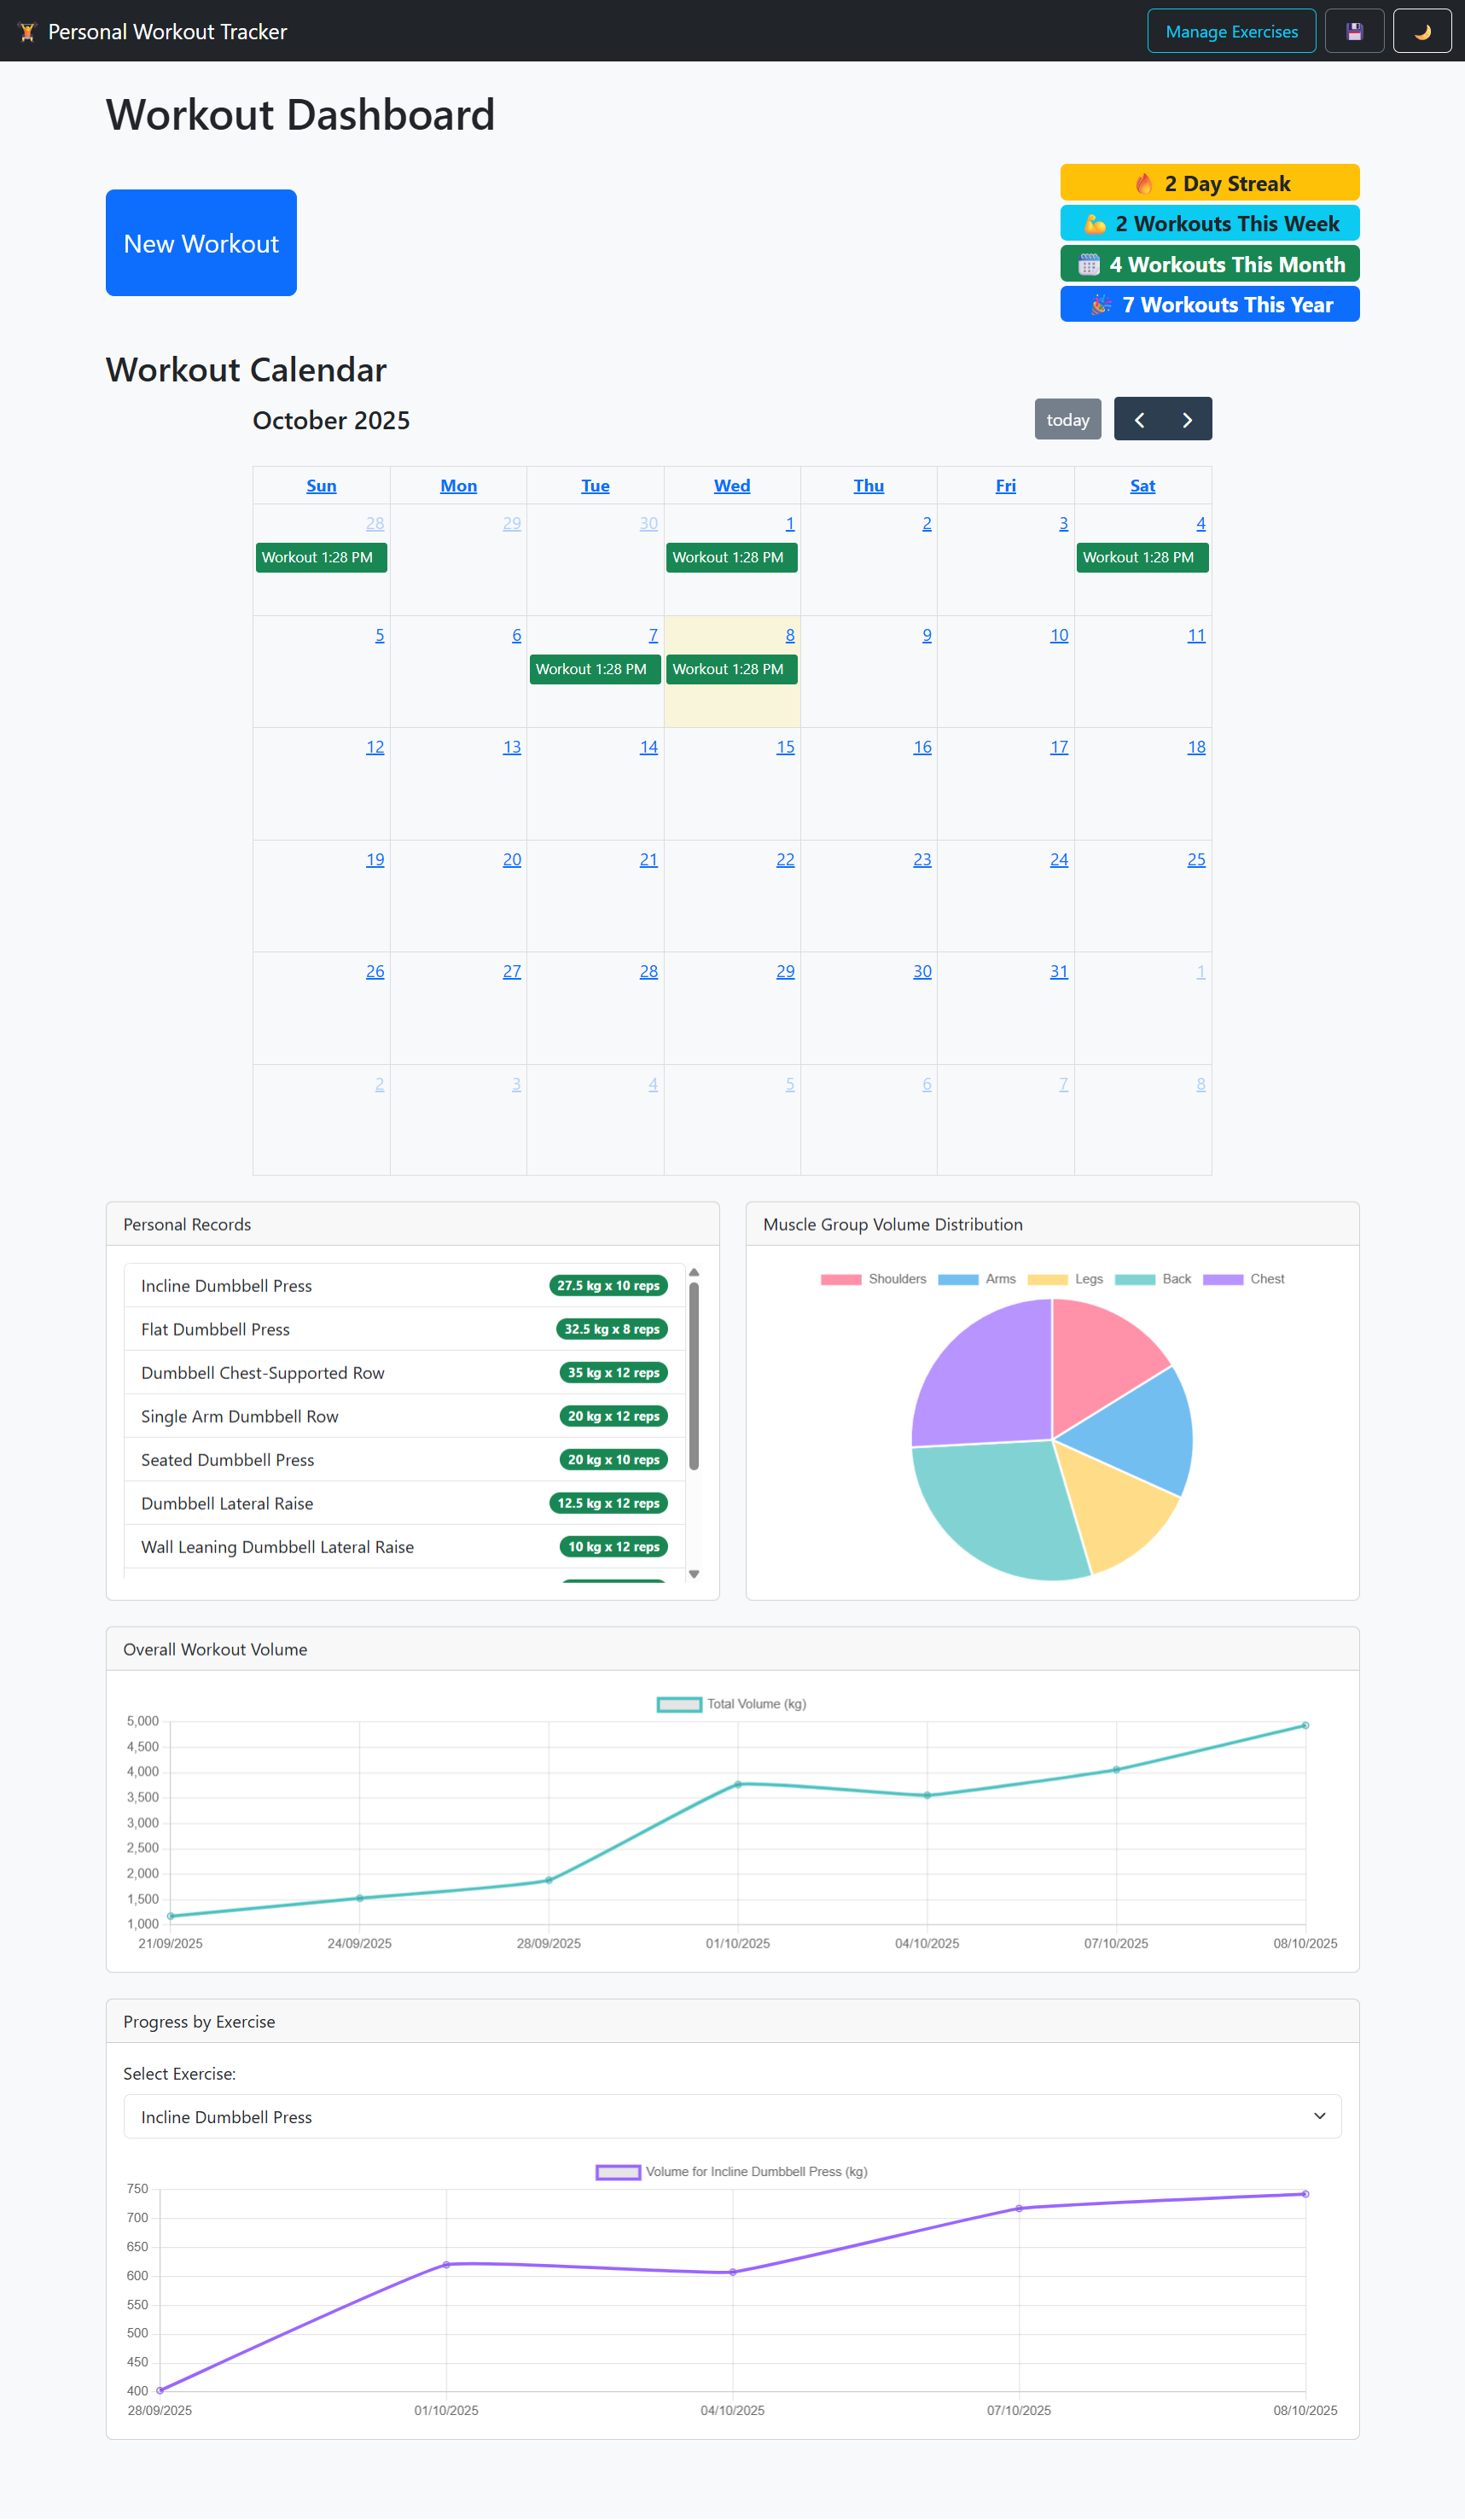 Personal Workout Tracker
Manage Exercises
Workout Dashboard
New Workout
2 Day Streak
2 Workouts This Week
4 Workouts This Month
7 Workouts This Year
Workout Calendar
October 2025
today
Sun Mon Tue Wed Thu Fri Sat
28 29 30 1 2 3 4
Workout 1:28 PM Workout 1:28 PM Workout 1:28 PM
5 6 7 8 9 10 11
Workout 1:28 PM Workout 1:28 PM
12 13 14 15 16 17 18
19 20 21 22 23 24 25
26 27 28 29 30 31 1
2 3 4 5 6 7 8
Personal Records
Incline Dumbbell Press 27.5 kg x 10 reps
Flat Dumbbell Press 32.5 kg x 8 reps
Dumbbell Chest-Supported Row 35 kg x 12 reps
Single Arm Dumbbell Row 20 kg x 12 reps
Seated Dumbbell Press 20 kg x 10 reps
Dumbbell Lateral Raise 12.5 kg x 12 reps
Wall Leaning Dumbbell Lateral Raise 10 kg x 12 reps
Muscle Group Volume Distribution
Shoulders Arms Legs Back Chest
Overall Workout Volume
Total Volume (kg)
5,000
4,500
4,000
3,500
3,000
2,500
2,000
1,500
1,000
21/09/2025 24/09/2025 28/09/2025 01/10/2025 04/10/2025 07/10/2025 08/10/2025
Progress by Exercise
Select Exercise:
Incline Dumbbell Press
Volume for Incline Dumbbell Press (kg)
750
700
650
600
550
500
450
400
28/09/2025 01/10/2025 04/10/2025 07/10/2025 08/10/2025